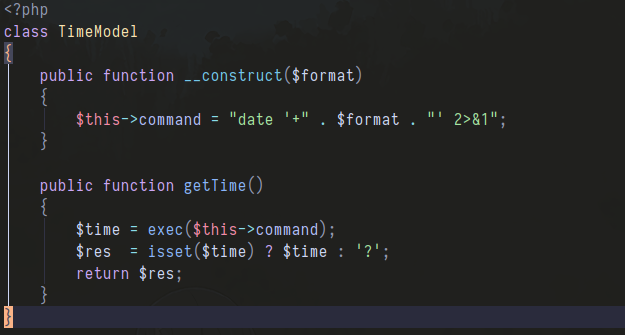 <?php
class TimeModel
{
    public function __construct($format)
    {
        $this->command = "date '+" . $format . "' 2>&1";
    }

    public function getTime()
    {
        $time = exec($this->command);
        $res  = isset($time) ? $time : '?';
        return $res;
    }
}